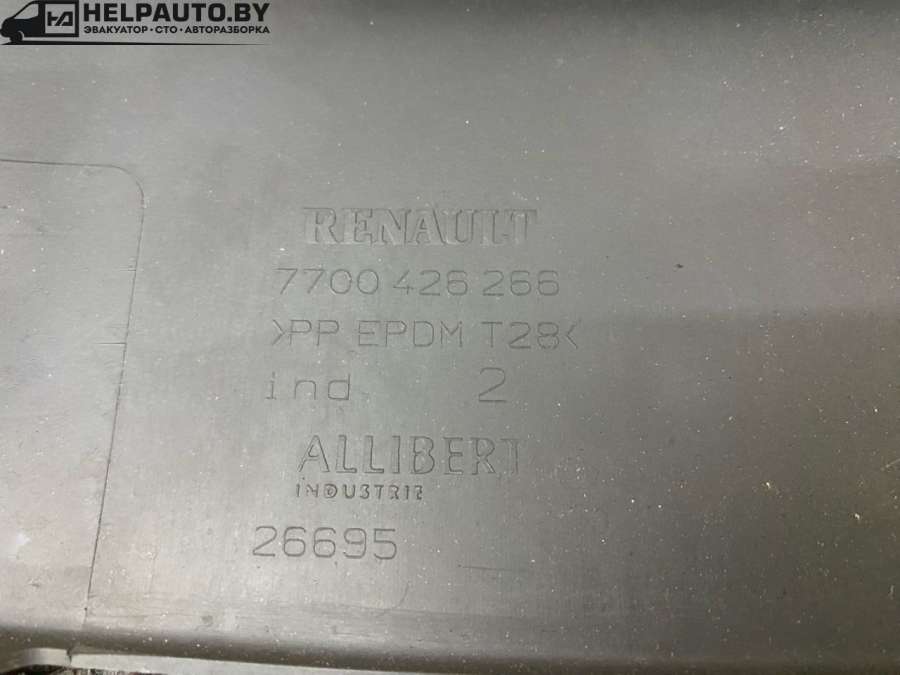 HELPAUTO.BY
ЭВАКУАТОР · СТО · АВТОРАЗБОРКА
RENAULT
7700 426 266
>PP EPDM T28<
ind. 2
ALLIBERT
INDUSTRIE
26695